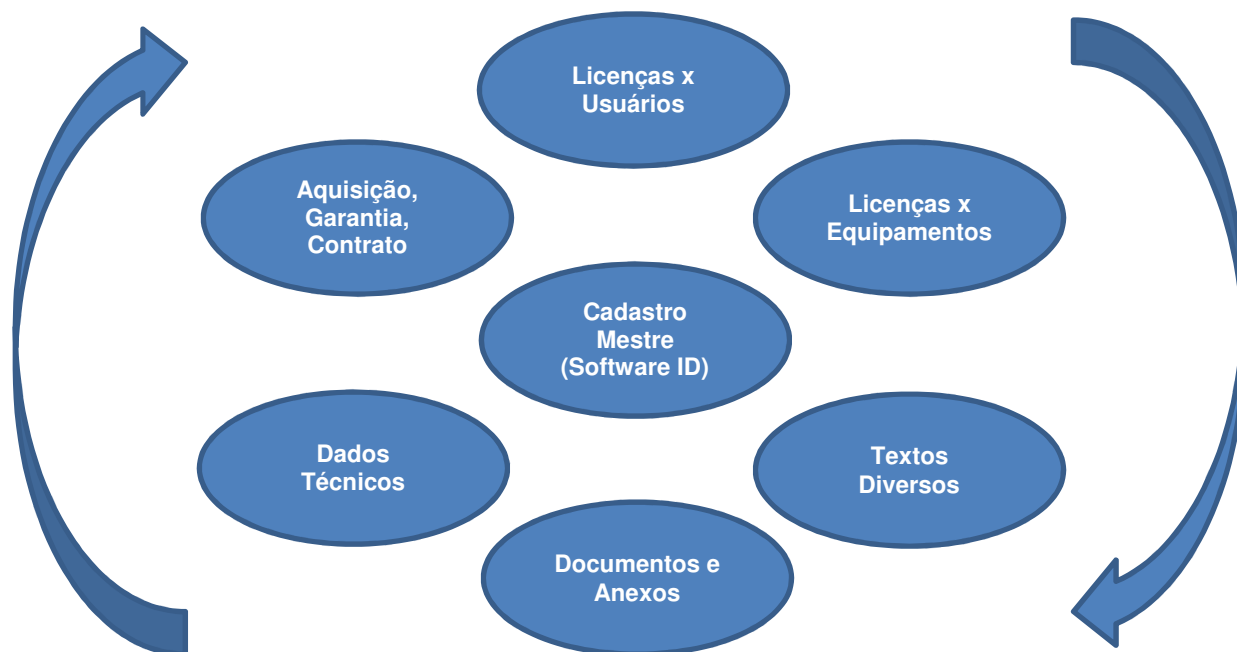 Licenças x
Usuários
Aquisição,
Garantia,
Contrato
Licenças x
Equipamentos
Cadastro
Mestre
(Software ID)
Dados
Técnicos
Textos
Diversos
Documentos e
Anexos